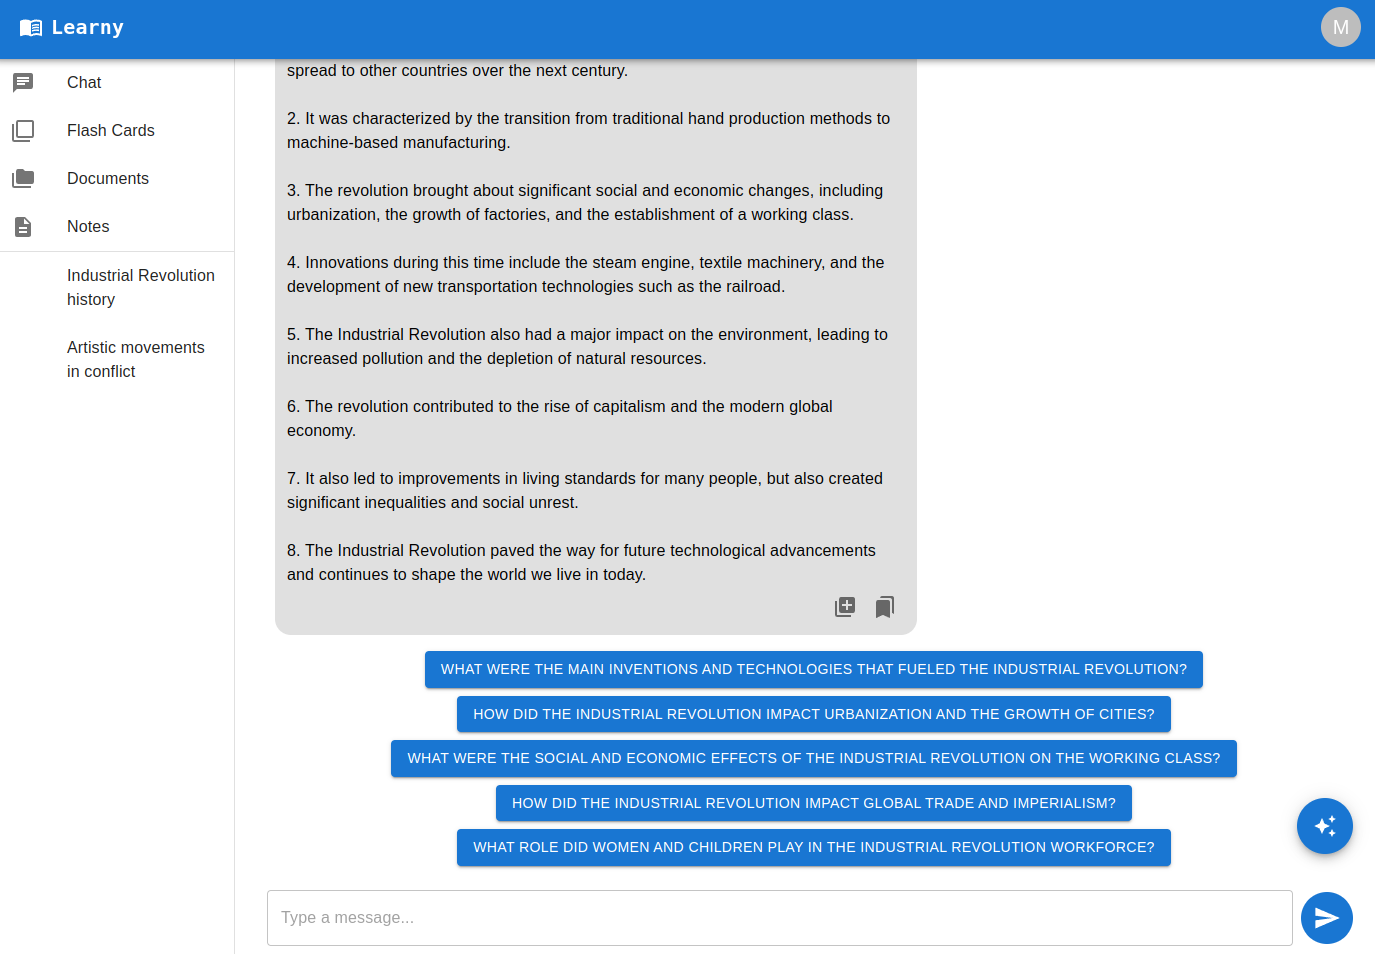 Learny
M
Chat
Flash Cards
Documents
Notes
Industrial Revolution
history
Artistic movements
in conflict
spread to other countries over the next century.
2. It was characterized by the transition from traditional hand production methods to
machine-based manufacturing.
3. The revolution brought about significant social and economic changes, including
urbanization, the growth of factories, and the establishment of a working class.
4. Innovations during this time include the steam engine, textile machinery, and the
development of new transportation technologies such as the railroad.
5. The Industrial Revolution also had a major impact on the environment, leading to
increased pollution and the depletion of natural resources.
6. The revolution contributed to the rise of capitalism and the modern global
economy.
7. It also led to improvements in living standards for many people, but also created
significant inequalities and social unrest.
8. The Industrial Revolution paved the way for future technological advancements
and continues to shape the world we live in today.
WHAT WERE THE MAIN INVENTIONS AND TECHNOLOGIES THAT FUELED THE INDUSTRIAL REVOLUTION?
HOW DID THE INDUSTRIAL REVOLUTION IMPACT URBANIZATION AND THE GROWTH OF CITIES?
WHAT WERE THE SOCIAL AND ECONOMIC EFFECTS OF THE INDUSTRIAL REVOLUTION ON THE WORKING CLASS?
HOW DID THE INDUSTRIAL REVOLUTION IMPACT GLOBAL TRADE AND IMPERIALISM?
WHAT ROLE DID WOMEN AND CHILDREN PLAY IN THE INDUSTRIAL REVOLUTION WORKFORCE?
Type a message...